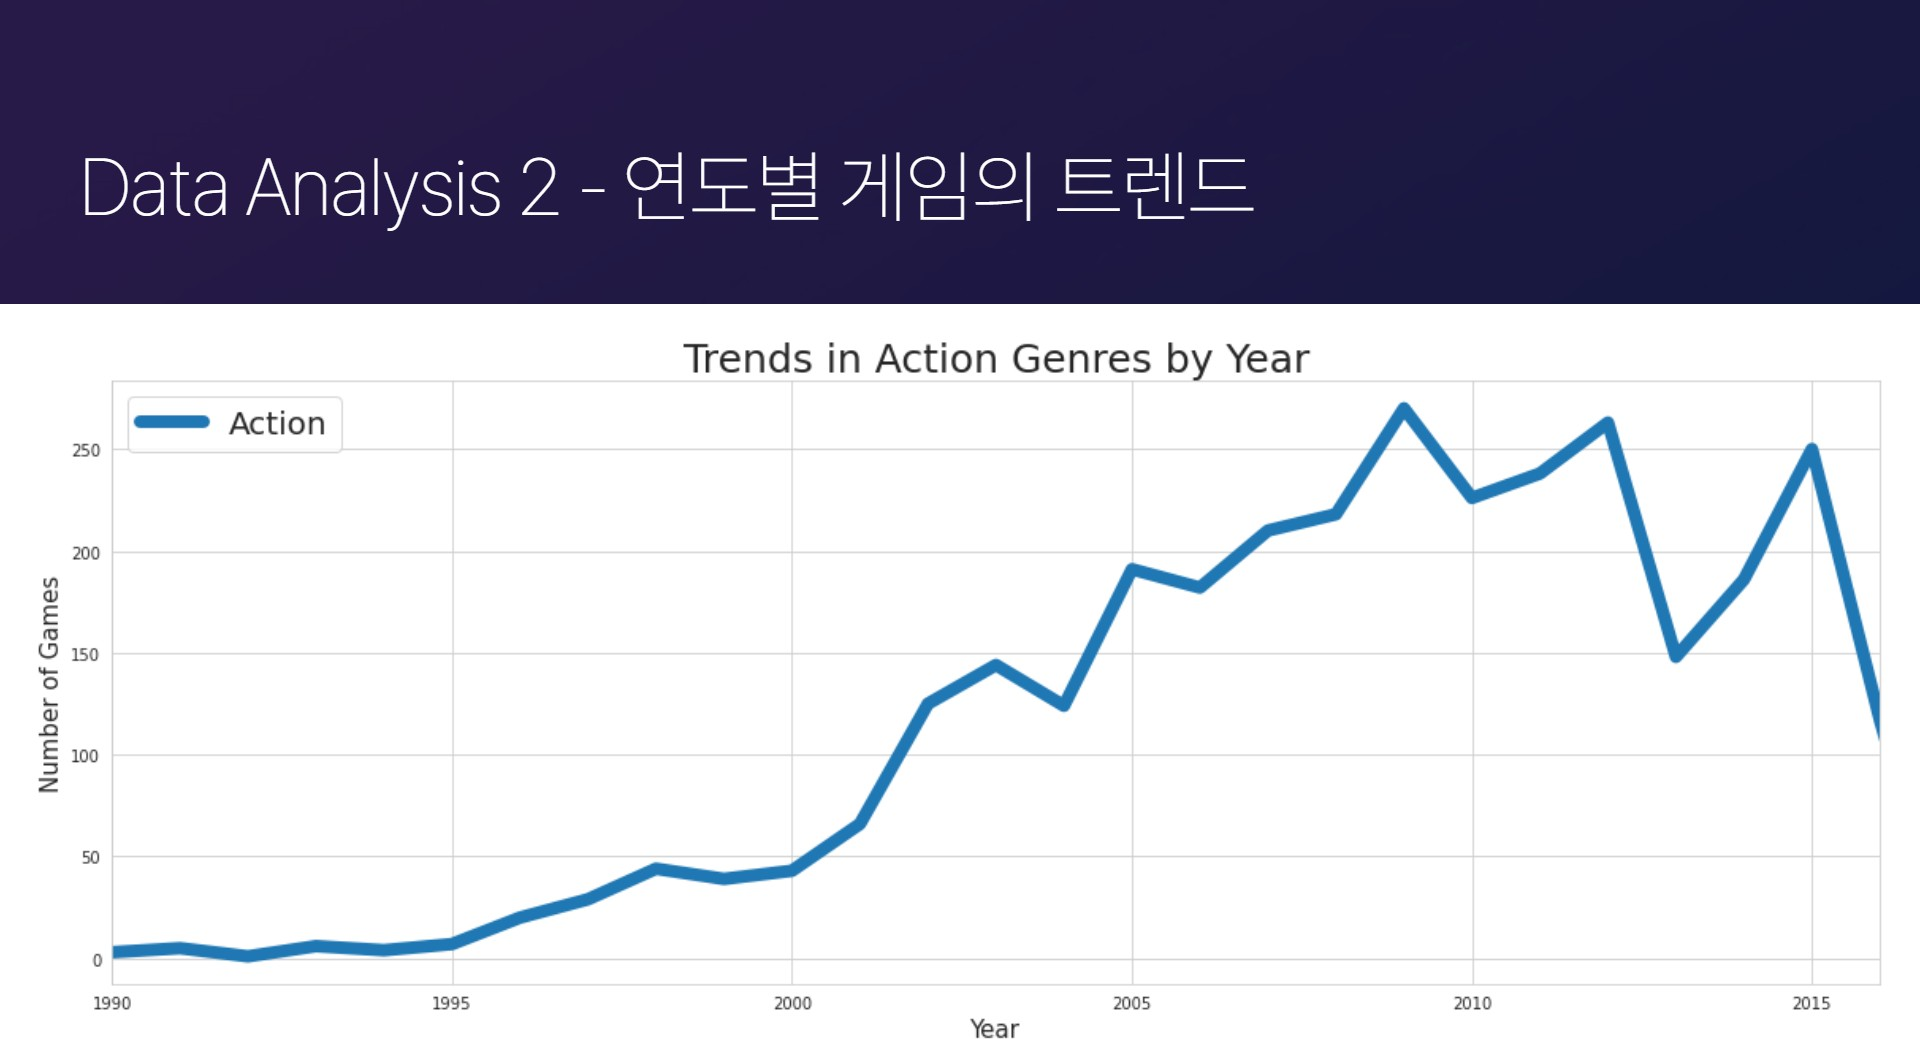 Data Analysis 2 - 연도별 게임의 트렌드
Trends in Action Genres by Year
Action
Number of Games
250
200
150
100
50
0
1990 1995 2000 2005 2010 2015
Year